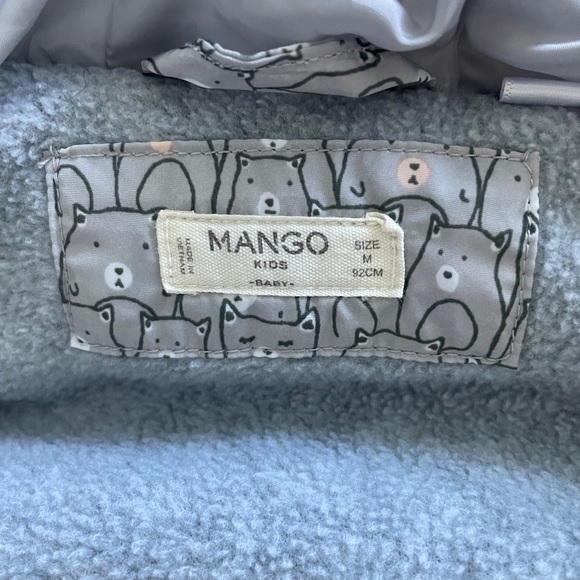 MANGO
KIDS
-BABY-
MADE IN
VIETNAM
SIZE
M
92CM